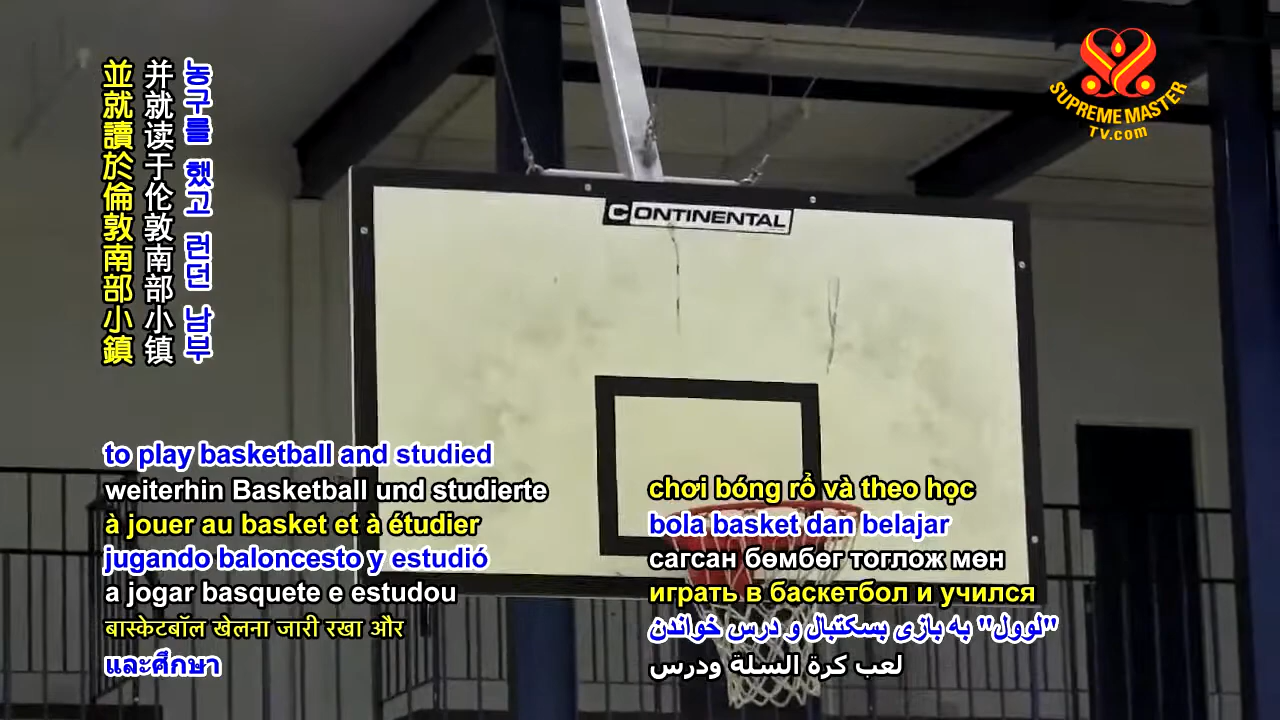 並就讀於倫敦南部小鎮
并就读于伦敦南部小镇
농구를 했고 런던 남부
SUPREME MASTER
TV.com
CONTINENTAL
to play basketball and studied
weiterhin Basketball und studierte
à jouer au basket et à étudier
jugando baloncesto y estudió
a jogar basquete e estudou
बास्केटबॉल खेलना जारी रखा और
และศึกษา
chơi bóng rổ và theo học
bola basket dan belajar
сагсан бөмбөг тоглож мөн
играть в баскетбол и учился
"لوول" به بازی بسکتبال و درس خواندن
لعب كرة السلة ودرس